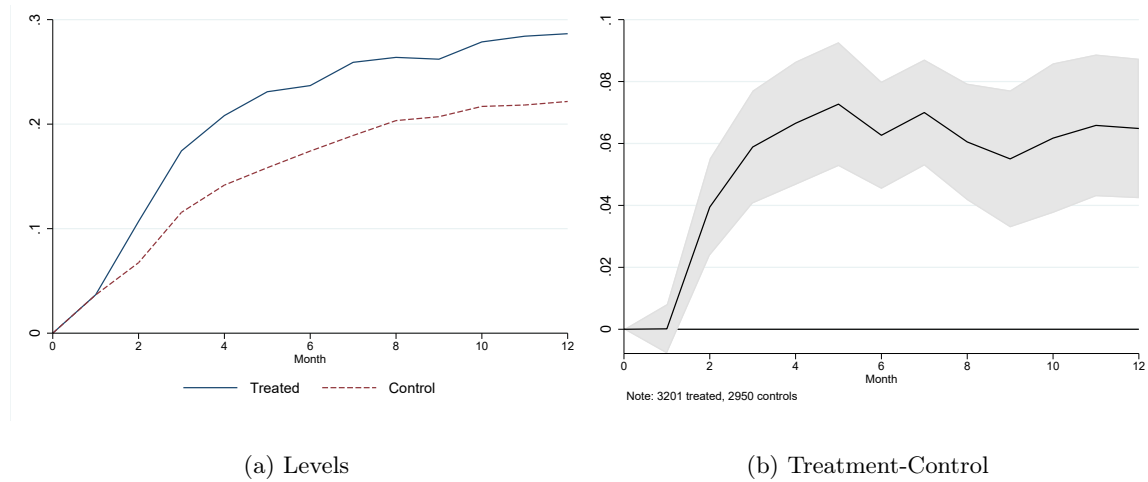 .3
.2
.1
0
0 2 4 6 8 10 12
Month
Treated Control
(a) Levels
.1
.08
.06
.04
.02
0
0 2 4 6 8 10 12
Month
Note: 3201 treated, 2950 controls
(b) Treatment-Control